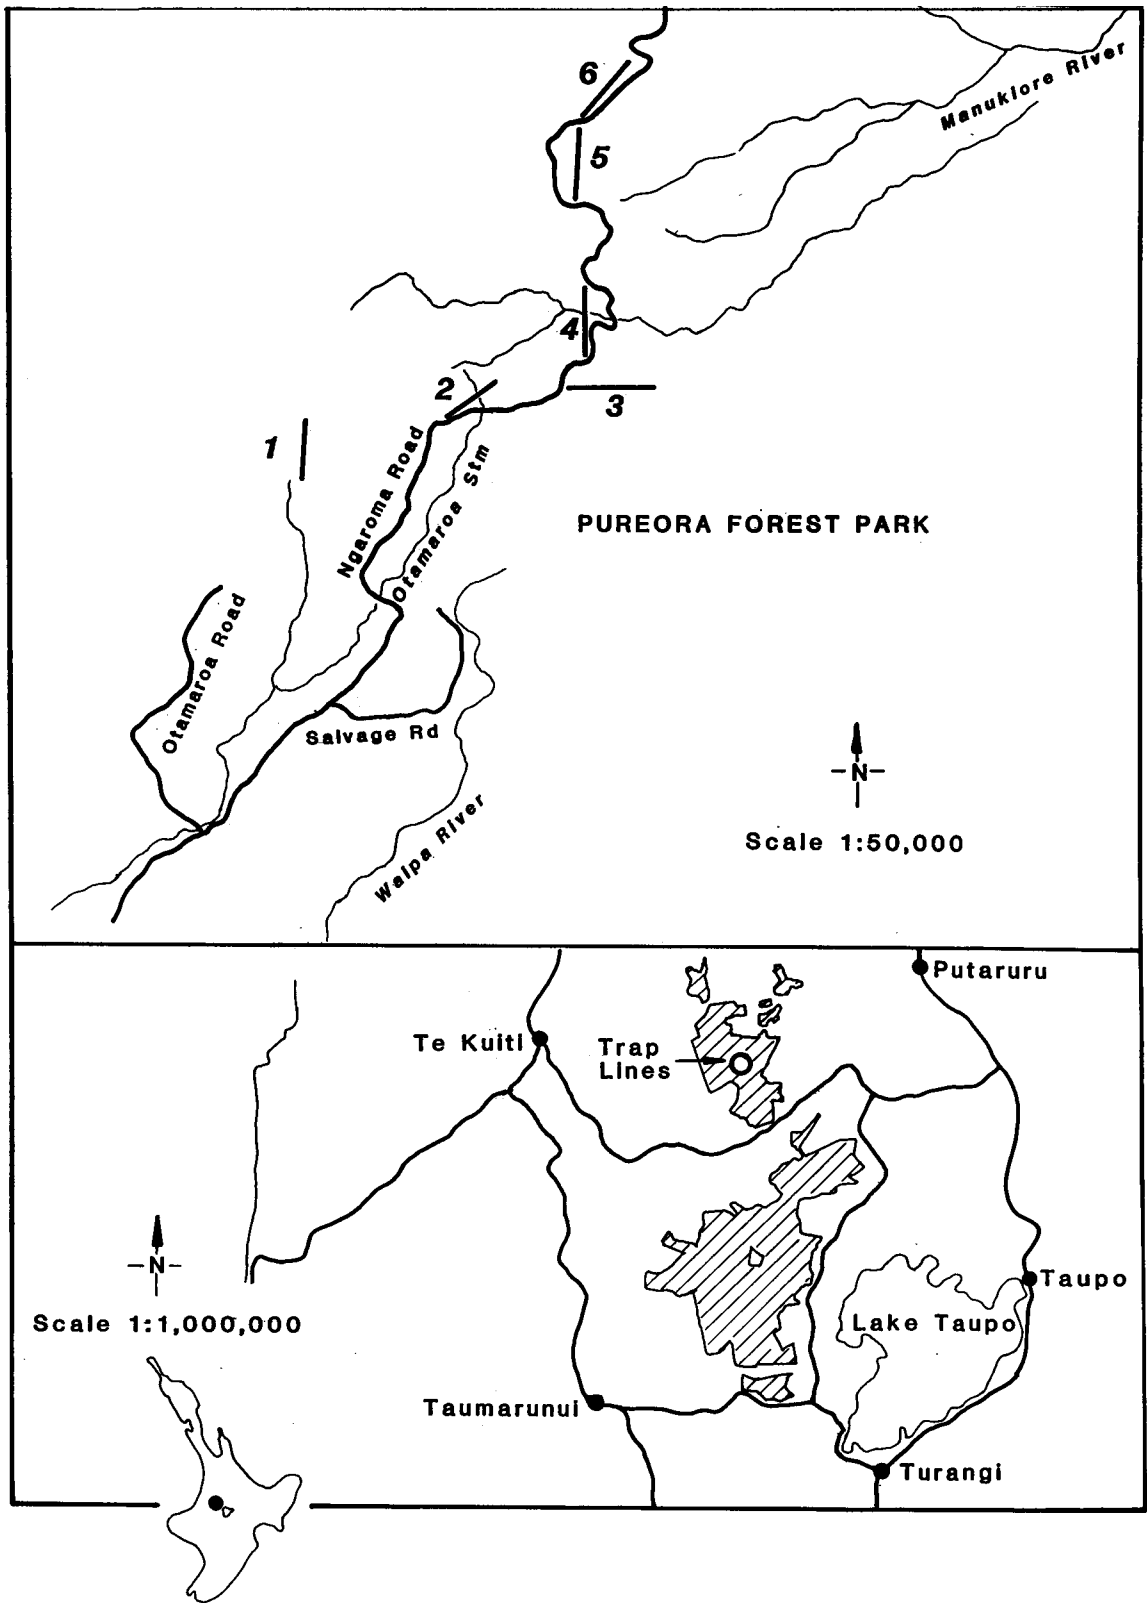 6
Manukiore River
5
4
2
3
1
Ngaroma Road
Otamaroa Stm
PUREORA FOREST PARK
Otamaroa Road
Salvage Rd
Waipa River
N
Scale 1:50,000
Putaruru
Te Kuiti
Trap
Lines
N
Scale 1:1,000,000
Taupo
Lake Taupo
Taumarunui
Turangi